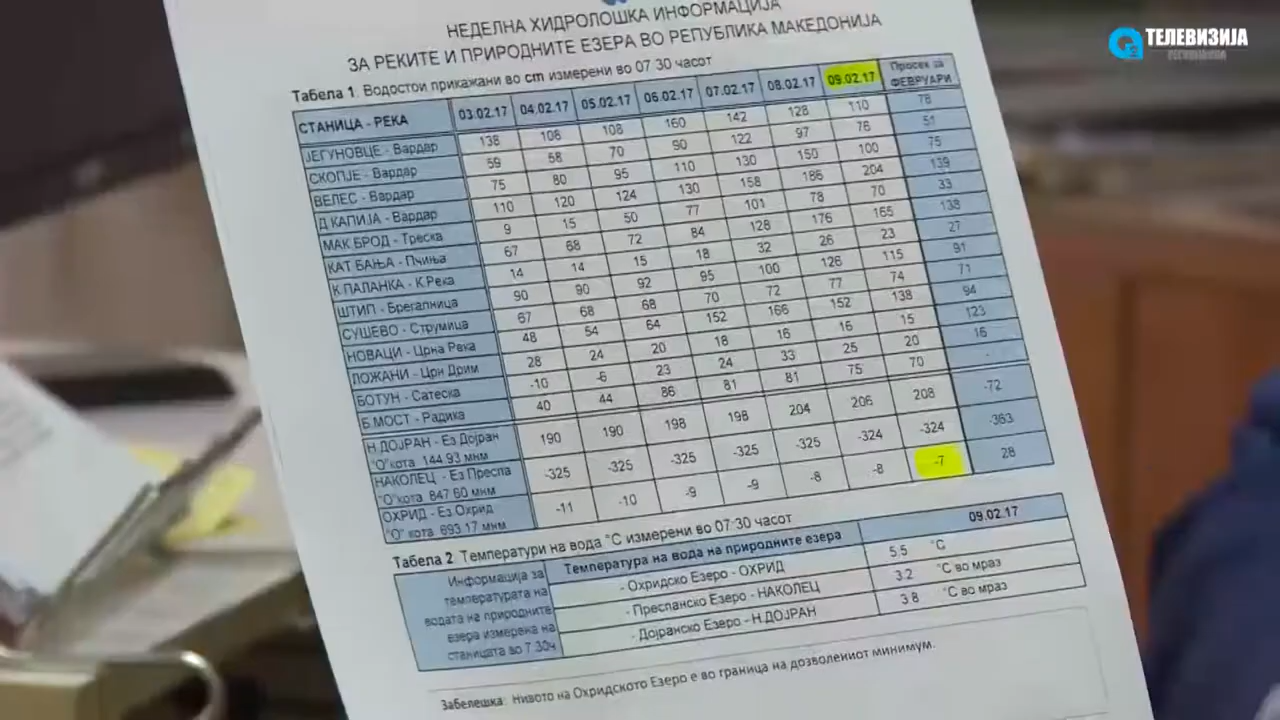 ТЕЛЕВИЗИЈА
НЕДЕЛНА ХИДРОЛОШКА ИНФОРМАЦИЈА
ЗА РЕКИТЕ И ПРИРОДНИТЕ ЕЗЕРА ВО РЕПУБЛИКА МАКЕДОНИЈА
Табела 1. Водостои прикажани во cm измерени во 07 30 часот
СТАНИЦА - РЕКА 03.02.17 04.02.17 05.02.17 06.02.17 07.02.17 08.02.17 09.02.17 Просек за ФЕВРУАРИ
ЈЕГУНОВЦЕ - Вардар 138 108 108 160 142 128 110 78
СКОПЈЕ - Вардар 59 58 70 90 122 97 76 51
ВЕЛЕС - Вардар 75 80 95 110 130 150 100 75
Д.КАПИЈА - Вардар 110 120 124 130 158 186 204 139
МАК.БРОД - Треска 9 15 50 77 101 78 70 33
КАТ.БАЊА - Пчиња 67 68 72 84 128 176 165 138
К.ПАЛАНКА - К.Река 14 14 15 18 32 26 23 27
ШТИП - Брегалница 90 90 92 95 100 126 115 91
СУШЕВО - Струмица 67 68 68 70 72 77 74 71
НОВАЦИ - Црна Река 48 54 64 152 166 152 138 94
ЛОЖАНИ - Црн Дрим 28 24 20 18 16 16 15 123
БОТУН - Сатеска -10 -6 23 24 33 25 20 16
Б.МОСТ - Радика 40 44 86 81 81 75 70 -
Н.ДОЈРАН - Ез Дојран 190 190 198 198 204 206 208 -72
"О"кота 144.93 мнм
НАКОЛЕЦ - Ез Преспа -325 -325 -325 -325 -325 -324 -324 -363
"О"кота 847 60 мнм
ОХРИД - Ез.Охрид -11 -10 -9 -9 -8 -8 -7 28
"О" кота 693.17 мнм
Табела 2. Температури на вода °C измерени во 07:30 часот
Информација за температурата на водата на природните езера измерена на станицата во 7 30ч
Температура на вода на природните езера 09.02.17
- Охридско Езеро - ОХРИД 5.5 °C
- Преспанско Езеро - НАКОЛЕЦ 3.2 °C во мраз
- Дојранско Езеро - Н.ДОЈРАН 3 8 °C во мраз
Забелешка: Нивото на Охридското Езеро е во граница на дозволениот минимум.